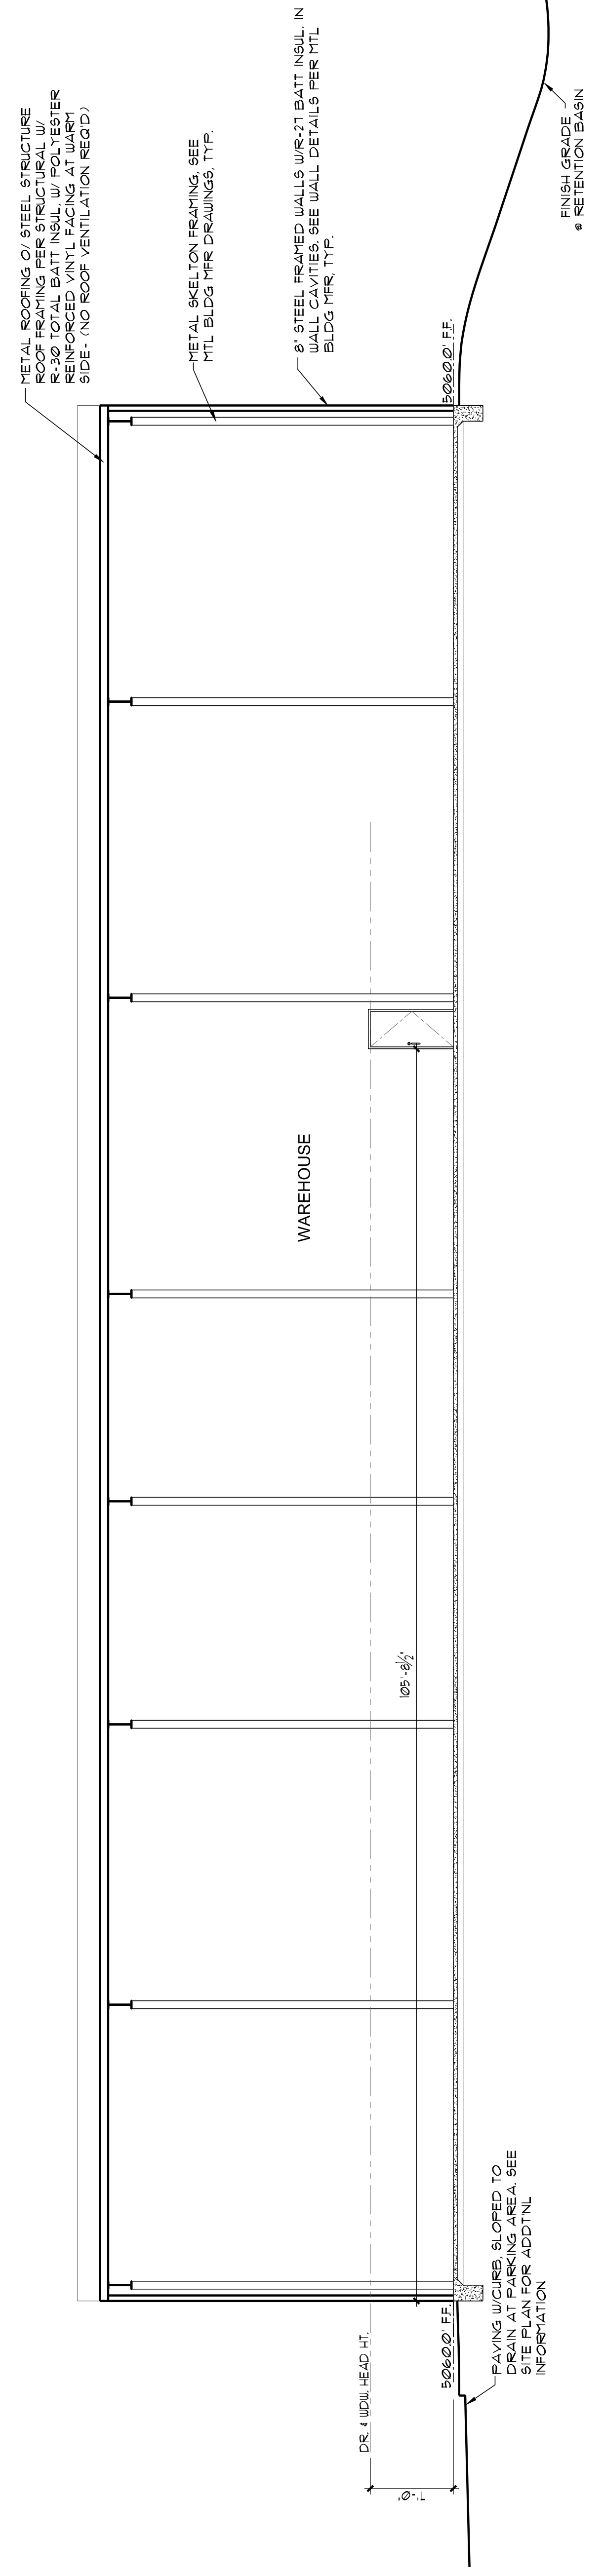 METAL ROOFING O/ STEEL STRUCTURE
ROOF FRAMING PER STRUCTURAL W/
R-30 TOTAL BATT INSUL. W/ POLYESTER
REINFORCED VINYL FACING AT WARM
SIDE- (NO ROOF VENTILATION REQ'D)
METAL SKELTON FRAMING, SEE
MTL BLDG MFR DRAWINGS, TYP.
8" STEEL FRAMED WALLS W/R-27 BATT INSUL. IN
WALL CAVITIES. SEE WALL DETAILS PER MTL
BLDG MFR, TYP.
WAREHOUSE
DR. & WDW. HEAD HT.
105'-8½"
7'-0"
5060.0' F.F.
5060.0' F.F.
PAVING W/CURB, SLOPED TO
DRAIN AT PARKING AREA. SEE
SITE PLAN FOR ADDT'NL
INFORMATION
FINISH GRADE
@ RETENTION BASIN